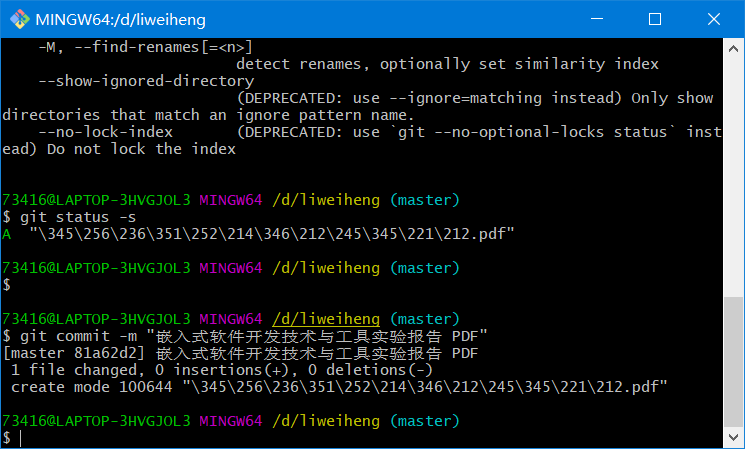 MINGW64:/d/liweiheng
-M, --find-renames[=<n>]
detect renames, optionally set similarity index
--show-ignored-directory
(DEPRECATED: use --ignore=matching instead) Only show
directories that match an ignore pattern name.
--no-lock-index (DEPRECATED: use `git --no-optional-locks status` inst
ead) Do not lock the index
73416@LAPTOP-3HVGJOL3 MINGW64 /d/liweiheng (master)
$ git status -s
A "\345\256\236\351\252\214\346\212\245\345\221\212.pdf"
73416@LAPTOP-3HVGJOL3 MINGW64 /d/liweiheng (master)
$
73416@LAPTOP-3HVGJOL3 MINGW64 /d/liweiheng (master)
$ git commit -m "嵌入式软件开发技术与工具实验报告 PDF"
[master 81a62d2] 嵌入式软件开发技术与工具实验报告 PDF
1 file changed, 0 insertions(+), 0 deletions(-)
create mode 100644 "\345\256\236\351\252\214\346\212\245\345\221\212.pdf"
73416@LAPTOP-3HVGJOL3 MINGW64 /d/liweiheng (master)
$